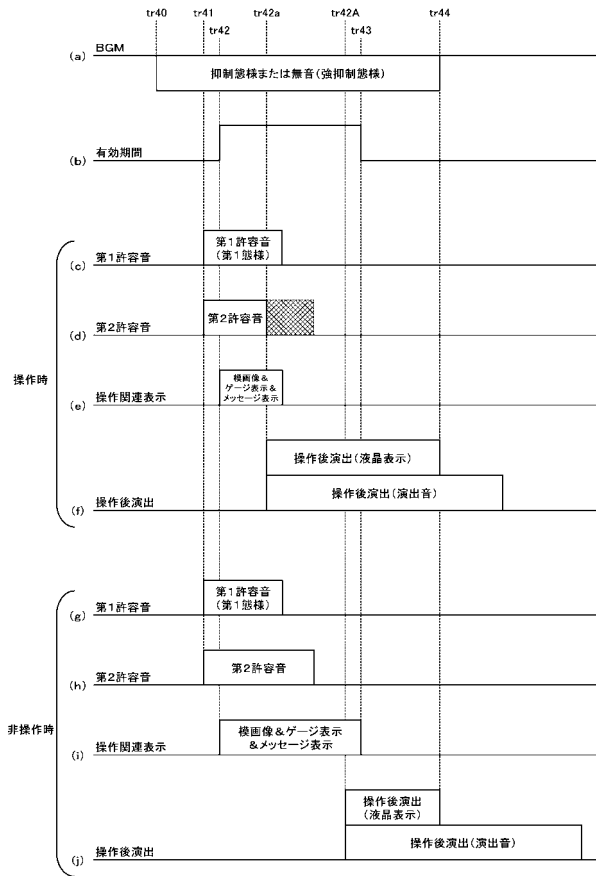 tr40 tr41 tr42a tr42A tr44
tr42 tr43
BGM
(a)
抑制態様または無音(強抑制態様)
有効期間
(b)
操作時
第1許容音
(第1態様)
(c) 第1許容音
第2許容音
(d) 第2許容音
模画像&
ゲージ表示&
メッセージ表示
(e) 操作関連表示
操作後演出(液晶表示)
操作後演出(演出音)
(f) 操作後演出
非操作時
第1許容音
(第1態様)
(g) 第1許容音
第2許容音
(h) 第2許容音
模画像&ゲージ表示
&メッセージ表示
(i) 操作関連表示
操作後演出
(液晶表示)
操作後演出(演出音)
(j) 操作後演出